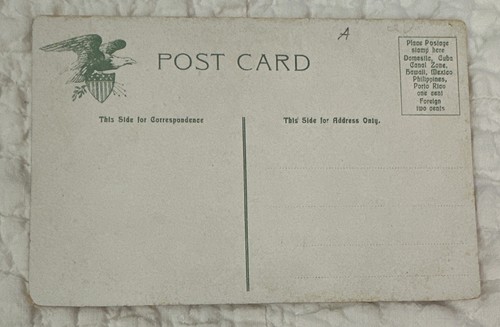 A
POST CARD
Place Postage
stamp here
Domestic, Cuba
Canal Zone,
Hawaii, Mexico
Philippines,
Porto Rico
one cent
Foreign
two cents
This Side for Correspondence
This Side for Address Only.